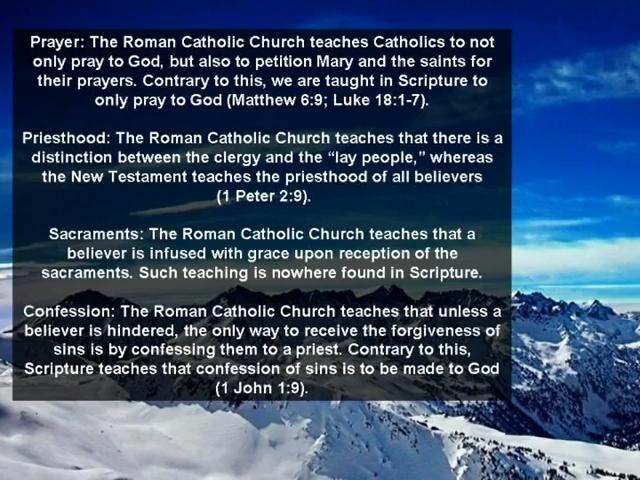 Prayer: The Roman Catholic Church teaches Catholics to not
only pray to God, but also to petition Mary and the saints for
their prayers. Contrary to this, we are taught in Scripture to
only pray to God (Matthew 6:9; Luke 18:1-7).
Priesthood: The Roman Catholic Church teaches that there is a
distinction between the clergy and the “lay people,” whereas
the New Testament teaches the priesthood of all believers
(1 Peter 2:9).
Sacraments: The Roman Catholic Church teaches that a
believer is infused with grace upon reception of the
sacraments. Such teaching is nowhere found in Scripture.
Confession: The Roman Catholic Church teaches that unless a
believer is hindered, the only way to receive the forgiveness of
sins is by confessing them to a priest. Contrary to this,
Scripture teaches that confession of sins is to be made to God
(1 John 1:9).